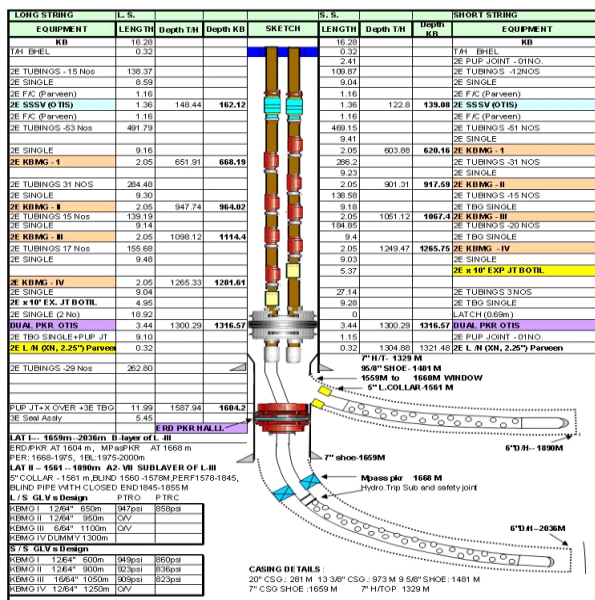 LONG STRING L. S. S. S. SHORT STRING
EQUIPMENT LENGTH Depth T/H Depth KB SKETCH LENGTH Depth T/H Depth KB EQUIPMENT
KB 16.28 16.28 KB
T/H BHEL 0.32 0.32 T/H BHEL
2.41 2E PUP JOINT - 01NO.
2E TUBINGS - 15 Nos 138.37 109.87 2E TUBINGS -12NOS
2E SINGLE 8.59 9.04 2E SINGLE
2E F/C (Parveen) 1.16 1.16 2E F/C (Parveen)
2E SSSV (OTIS) 1.36 148.44 162.12 1.36 122.8 139.08 2E SSSV (OTIS)
2E F/C (Parveen) 1.16 1.16 2E F/C (Parveen)
2E TUBINGS -53 Nos 491.79 469.15 2E TUBINGS -51 NOS
9.41 2E SINGLE
2E SINGLE 9.16 2.05 603.88 620.16 2E KBMG - 1
2E KBMG - 1 2.05 651.91 668.19 286.2 2E TUBINGS -31 NOS
9.23 2E SINGLE
2E TUBINGS 31 NOS 284.48 2.05 901.31 917.59 2E KBMG - II
2E SINGLE 9.30 138.58 2E TUBINGS -15 NOS
2E KBMG - II 2.05 947.74 964.02 9.18 2E TBG SINGLE
2E TUBINGS 15 Nos 139.19 2.05 1051.12 1067.4 2E KBMG - III
2E SINGLE 9.14 184.85 2E TUBINGS -20 NOS
2E KBMG - III 2.05 1098.12 1114.4 9.4 2E TBG SINGLE
2E TUBINGS 17 Nos 155.68 2.05 1249.47 1265.75 2E KBMG - IV
2E SINGLE 9.48 9.03 2E SINGLE
5.37 2E x 10' EXP JT BOTIL
2E KBMG - IV 2.05 1265.33 1281.61
2E SINGLE 9.04 27.14 2E TUBINGS 3NOS
2E x 10' EX. JT BOTIL 4.95 9.28 2E TBG SINGLE
2E SINGLE (2 No) 18.92 0 LATCH (0.69m)
DUAL PKR OTIS 3.44 1300.29 1316.57 3.44 1300.29 1316.57 DUAL PKR OTIS
2E TBG SINGLE+PUP JT 9.10 1.15 2E PUP JOINT -01NO.
2E L /N (XN, 2.25") Parveen 0.32 0.32 1304.88 1321.48 2E L /N (XN, 2.25") Parveen
7" H/T- 1329 M
2E TUBINGS -29 Nos 262.80 95/8" SHOE- 1481 M
1559M to 1660M WINDOW
5" L.COLLAR-1561 M
PUP JT+X OVER +3E TBG 11.99 1587.94 1604.2
3E Seal Assly 5.45
ERD PKR HALLI.
LAT I--- 1659m--2036m B-layer of L -III
6"D/H-- 1890M
ERD/PKR AT 1604 m, MPasPKR AT 1668 m
PER: 1668-1975, 1BL:1975-2000m
7" shoe-1659M
LAT II -- 1561 -- 1890m A2- VII SUBLAYER OF L-III
5" COLLAR -1561 m,BLIND 1560 -1578M,PERF1578-1845,
Mpass pkr 1668 M
BLIND PIPE WITH CLOSED END1845-1855M
Hydro.Trip Sub and safety joint
L / S GLV s Design PTRO PTRC
KBMG I 12/64" 650m 947psi 858psi
KBMG II 12/64" 950m O/V
KBMG III 6/64" 1100m O/V
6"D/H--2036M
KBMG IV DUMMY 1300m
S / S GLV s Design
KBMG I 12/64" 600m 949psi 860psi
KBMG II 12/64" 900m 923psi 836psi
KBMG III 16/64" 1050m 909psi 823psi
KBMG IV 12/64" 1250m O/V
CASING DETAILS :
20" CSG.: 281 M 13 3/8" CSG.: 973 M 9 5/8" SHOE: 1481 M
7" CSG SHOE :1659 M 7" H/TOP 1329 M